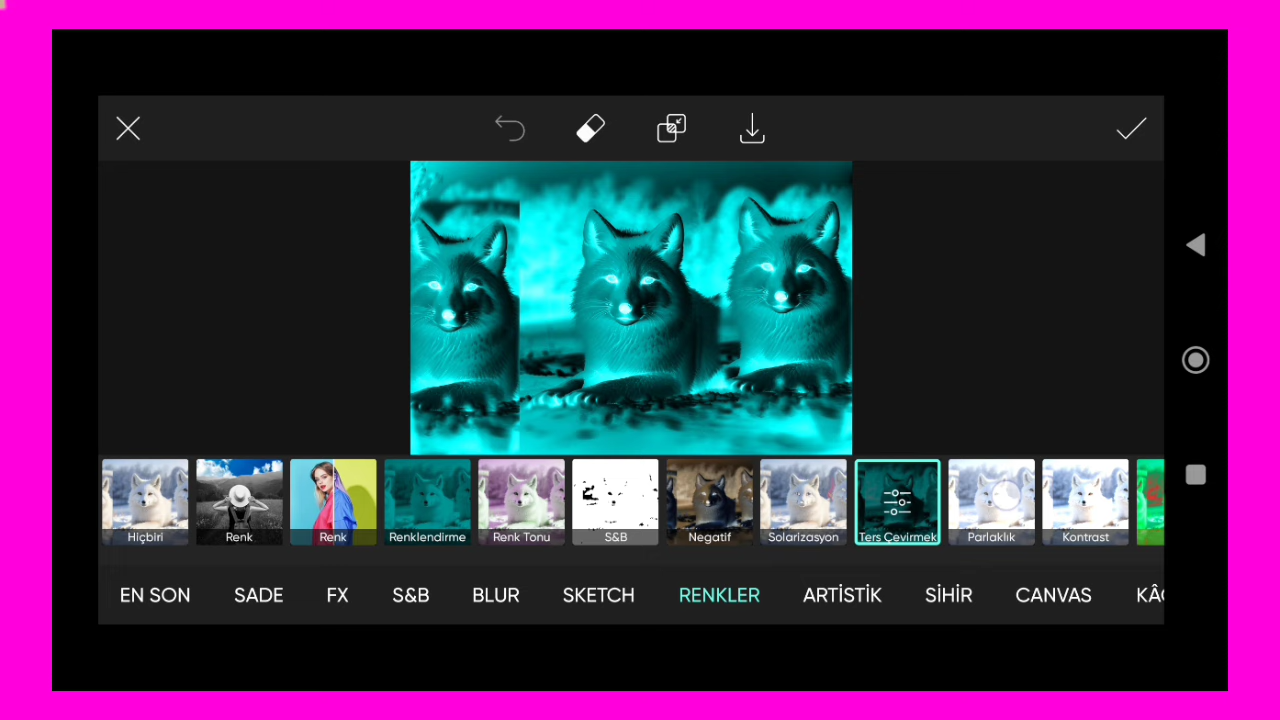 Hiçbiri
Renk
Renk
Renklendirme
Renk Tonu
S&B
Negatif
Solarizasyon
Ters Çevirmek
Parlaklık
Kontrast
EN SON
SADE
FX
S&B
BLUR
SKETCH
RENKLER
ARTİSTİK
SİHİR
CANVAS